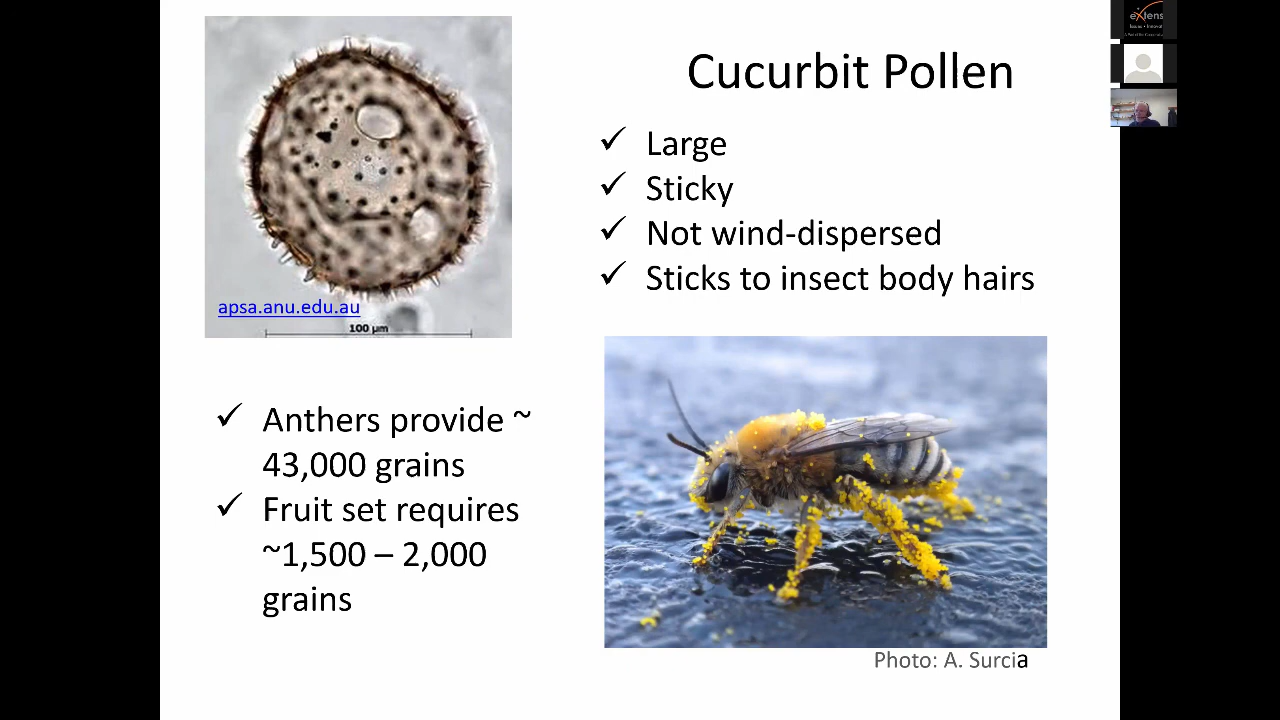 Cucurbit Pollen
✓ Large
✓ Sticky
✓ Not wind-dispersed
✓ Sticks to insect body hairs
apsa.anu.edu.au
100 µm
✓ Anthers provide ~
43,000 grains
✓ Fruit set requires
~1,500 – 2,000
grains
Photo: A. Surcia
eXtens